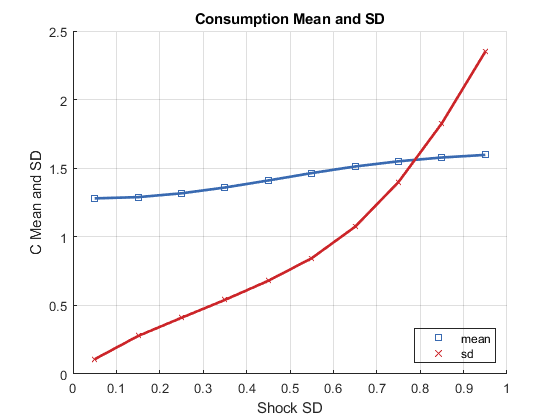 Consumption Mean and SD
C Mean and SD
2.5
2
1.5
1
0.5
0
0 0.1 0.2 0.3 0.4 0.5 0.6 0.7 0.8 0.9 1
Shock SD
mean
sd